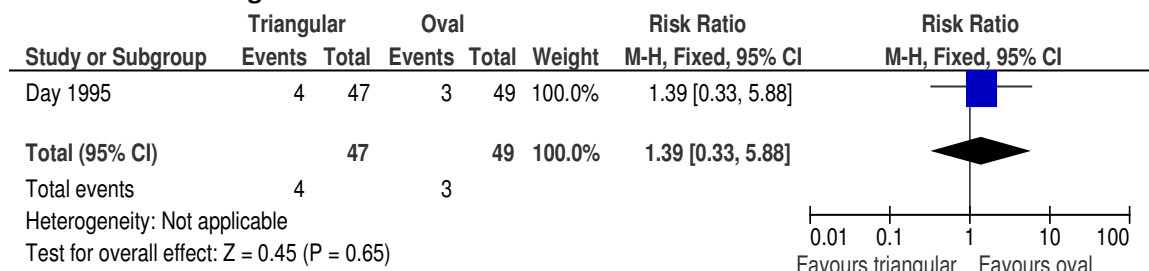 Triangular Oval Risk Ratio Risk Ratio
Study or Subgroup Events Total Events Total Weight M-H, Fixed, 95% CI M-H, Fixed, 95% CI
Day 1995 4 47 3 49 100.0% 1.39 [0.33, 5.88]
Total (95% CI) 47 49 100.0% 1.39 [0.33, 5.88]
Total events 4 3
Heterogeneity: Not applicable
Test for overall effect: Z = 0.45 (P = 0.65)
0.01 0.1 1 10 100
Favours triangular Favours oval